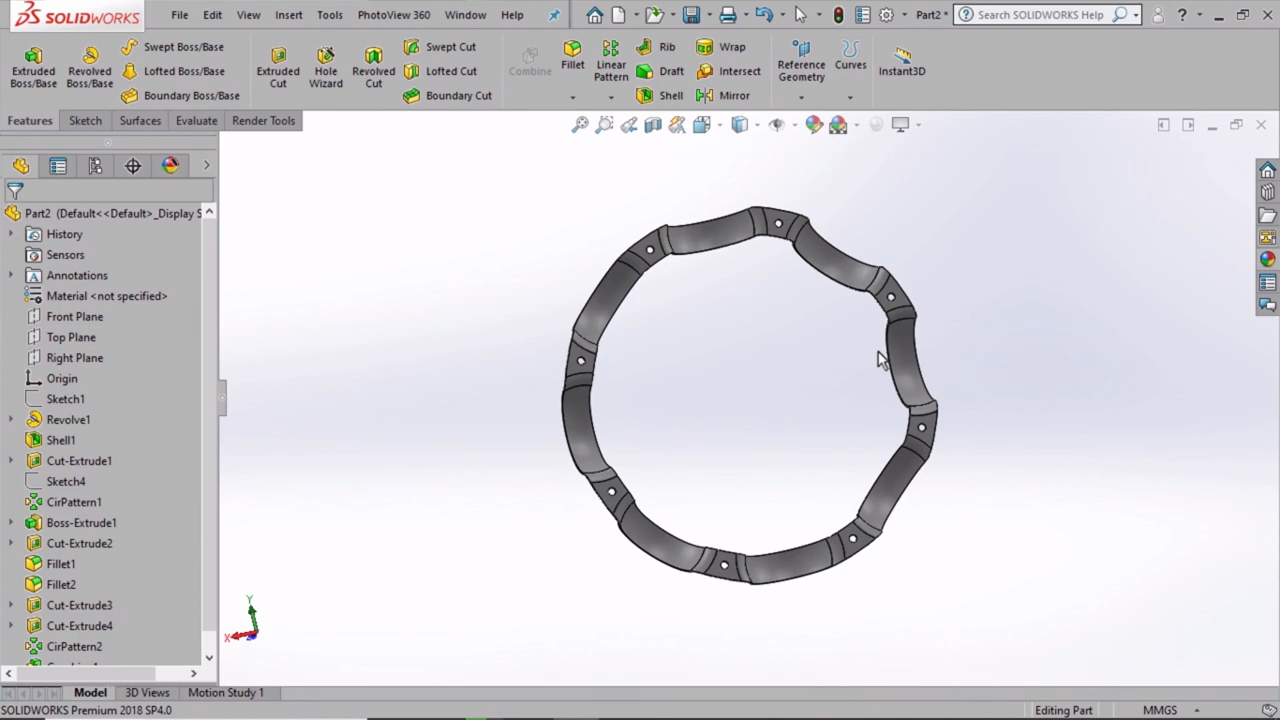 SOLIDWORKS File Edit View Insert Tools PhotoView 360 Window Help Part2 * Search SOLIDWORKS Help ?
Extruded Boss/Base Revolved Boss/Base Swept Boss/Base Lofted Boss/Base Boundary Boss/Base Extruded Cut Hole Wizard Revolved Cut Swept Cut Lofted Cut Boundary Cut Combine Fillet Linear Pattern Rib Draft Shell Wrap Intersect Mirror Reference Geometry Curves Instant3D
Features Sketch Surfaces Evaluate Render Tools
Part2 (Default<<Default>_Display S
History
Sensors
Annotations
Material <not specified>
Front Plane
Top Plane
Right Plane
Origin
Sketch1
Revolve1
Shell1
Cut-Extrude1
Sketch4
CirPattern1
Boss-Extrude1
Cut-Extrude2
Fillet1
Fillet2
Cut-Extrude3
Cut-Extrude4
CirPattern2
Y
X
Model 3D Views Motion Study 1
SOLIDWORKS Premium 2018 SP4.0 Editing Part MMGS